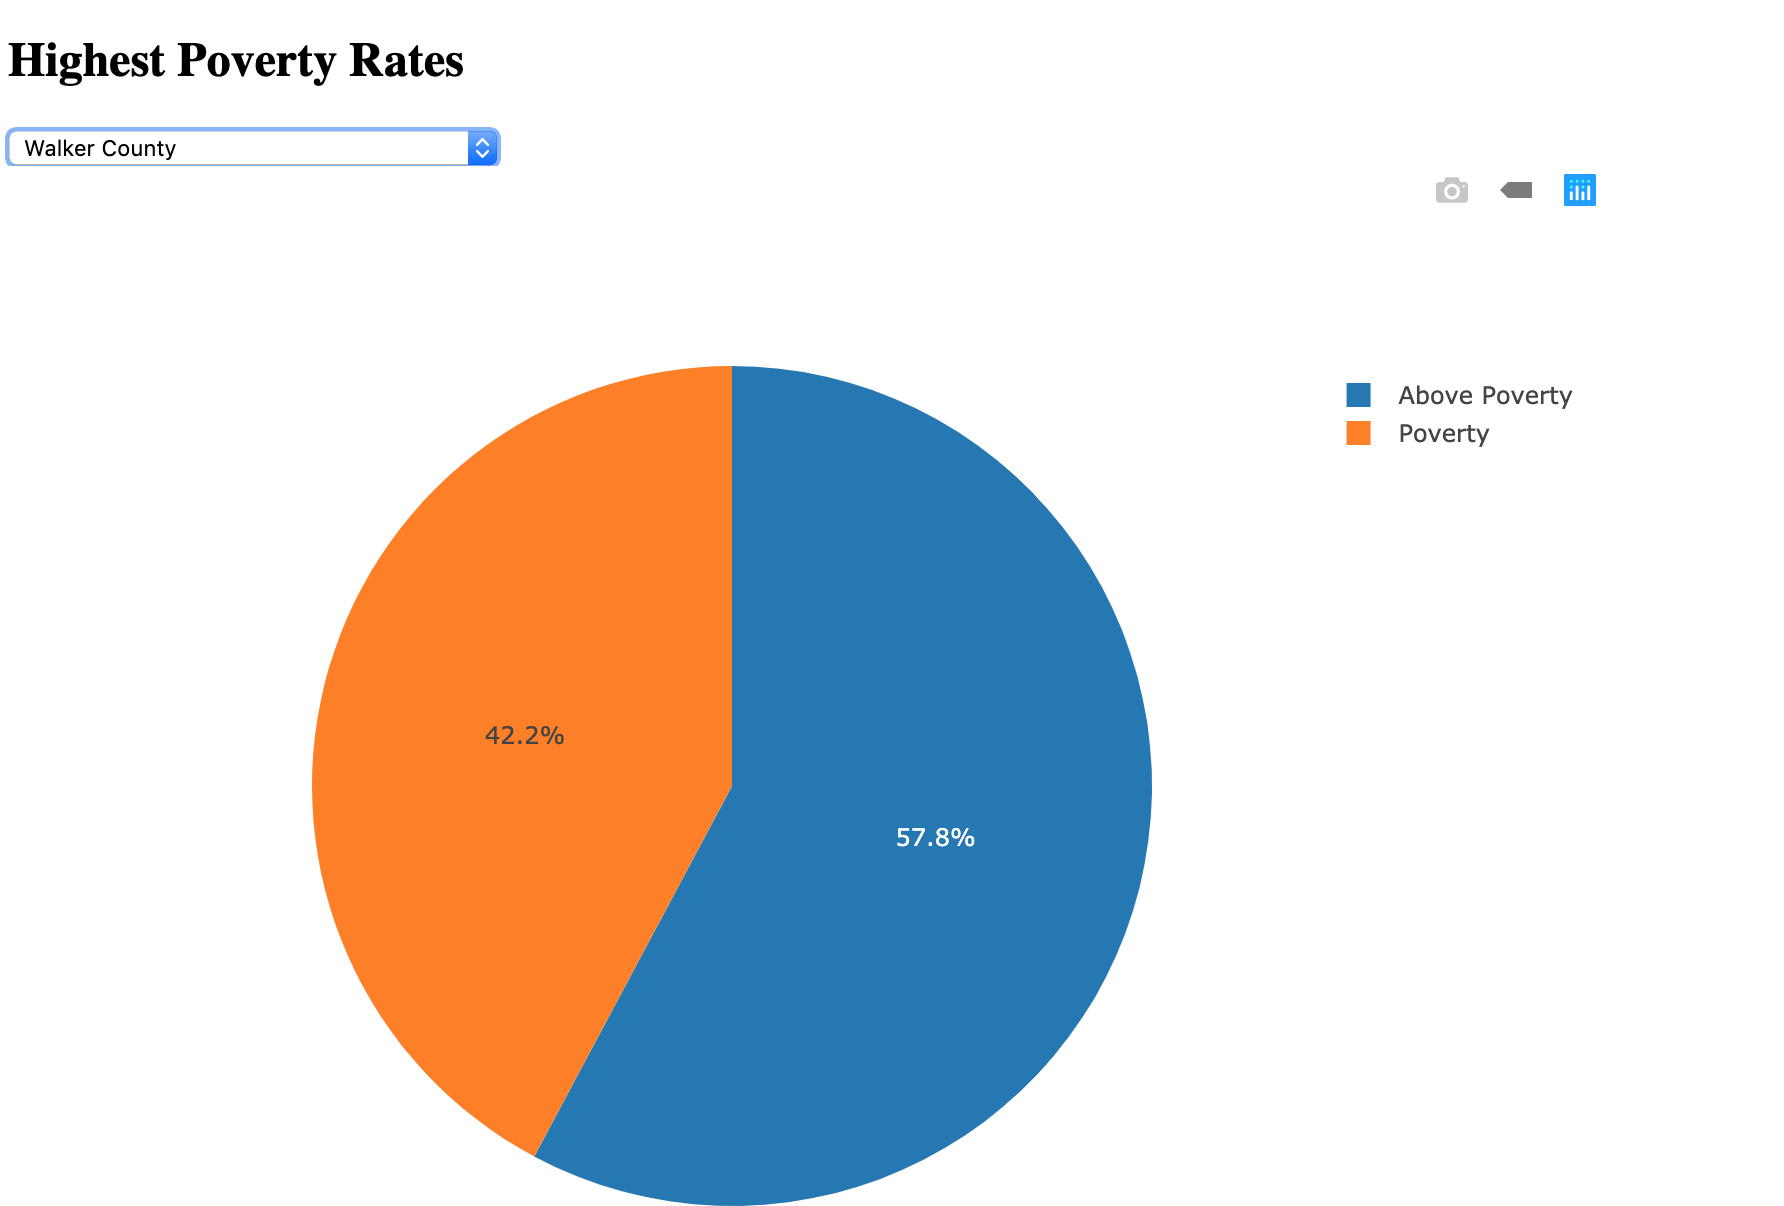 Highest Poverty Rates
Walker County
Above Poverty
Poverty
42.2%
57.8%